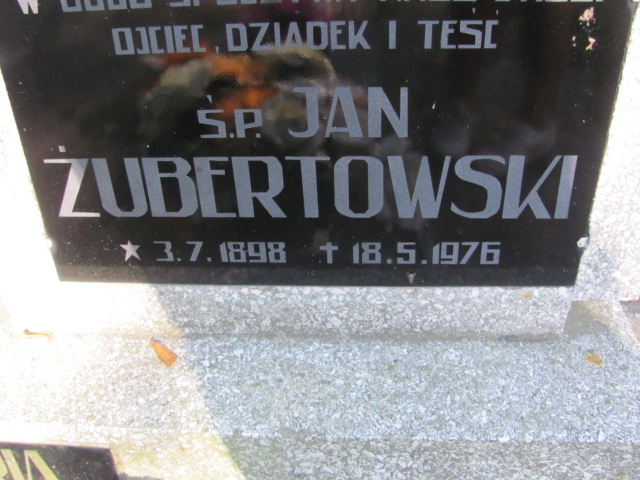 W
OJCIEC, DZIADEK I TEŚĆ
Ś.P. JAN
ŻUBERTOWSKI
★ 3.7.1898 ✝ 18.5.1976